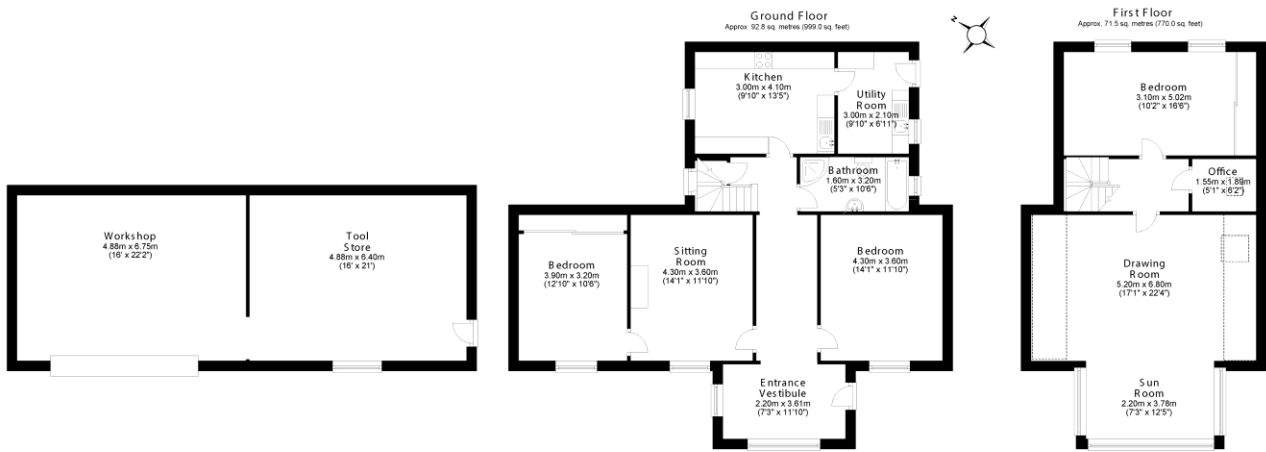 Ground Floor
Approx. 92.8 sq. metres (999.0 sq. feet)
N
First Floor
Approx. 71.5 sq. metres (770.0 sq. feet)
Kitchen
3.00m x 4.10m
(9'10" x 13'5")
Utility
Room
3.00m x 2.10m
(9'10" x 6'11")
Bedroom
3.10m x 5.02m
(10'2" x 16'6")
Bathroom
1.60m x 3.20m
(5'3" x 10'6")
Office
1.55m x 1.89m
(5'1" x 6'2")
Workshop
4.88m x 6.75m
(16' x 22'2")
Tool
Store
4.88m x 6.40m
(16' x 21')
Bedroom
3.90m x 3.20m
(12'10" x 10'6")
Sitting
Room
4.30m x 3.60m
(14'1" x 11'10")
Bedroom
4.30m x 3.60m
(14'1" x 11'10")
Drawing
Room
5.20m x 6.80m
(17'1" x 22'4")
Entrance
Vestibule
2.20m x 3.61m
(7'3" x 11'10")
Sun
Room
2.20m x 3.78m
(7'3" x 12'5")